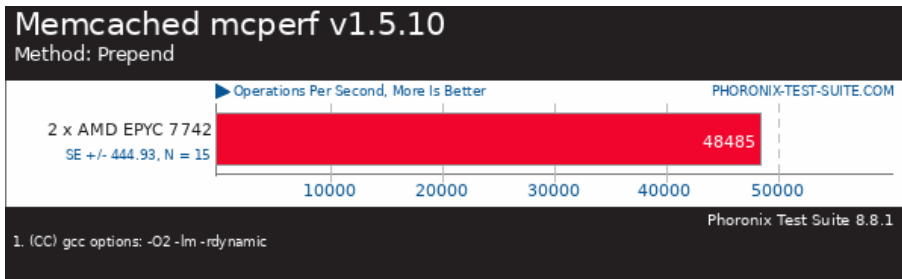 Memcached mcperf v1.5.10
Method: Prepend
Operations Per Second, More Is Better
PHORONIX-TEST-SUITE.COM
2 x AMD EPYC 7742
SE +/- 444.93, N = 15
48485
10000 20000 30000 40000 50000
Phoronix Test Suite 8.8.1
1. (CC) gcc options: -O2 -lm -rdynamic